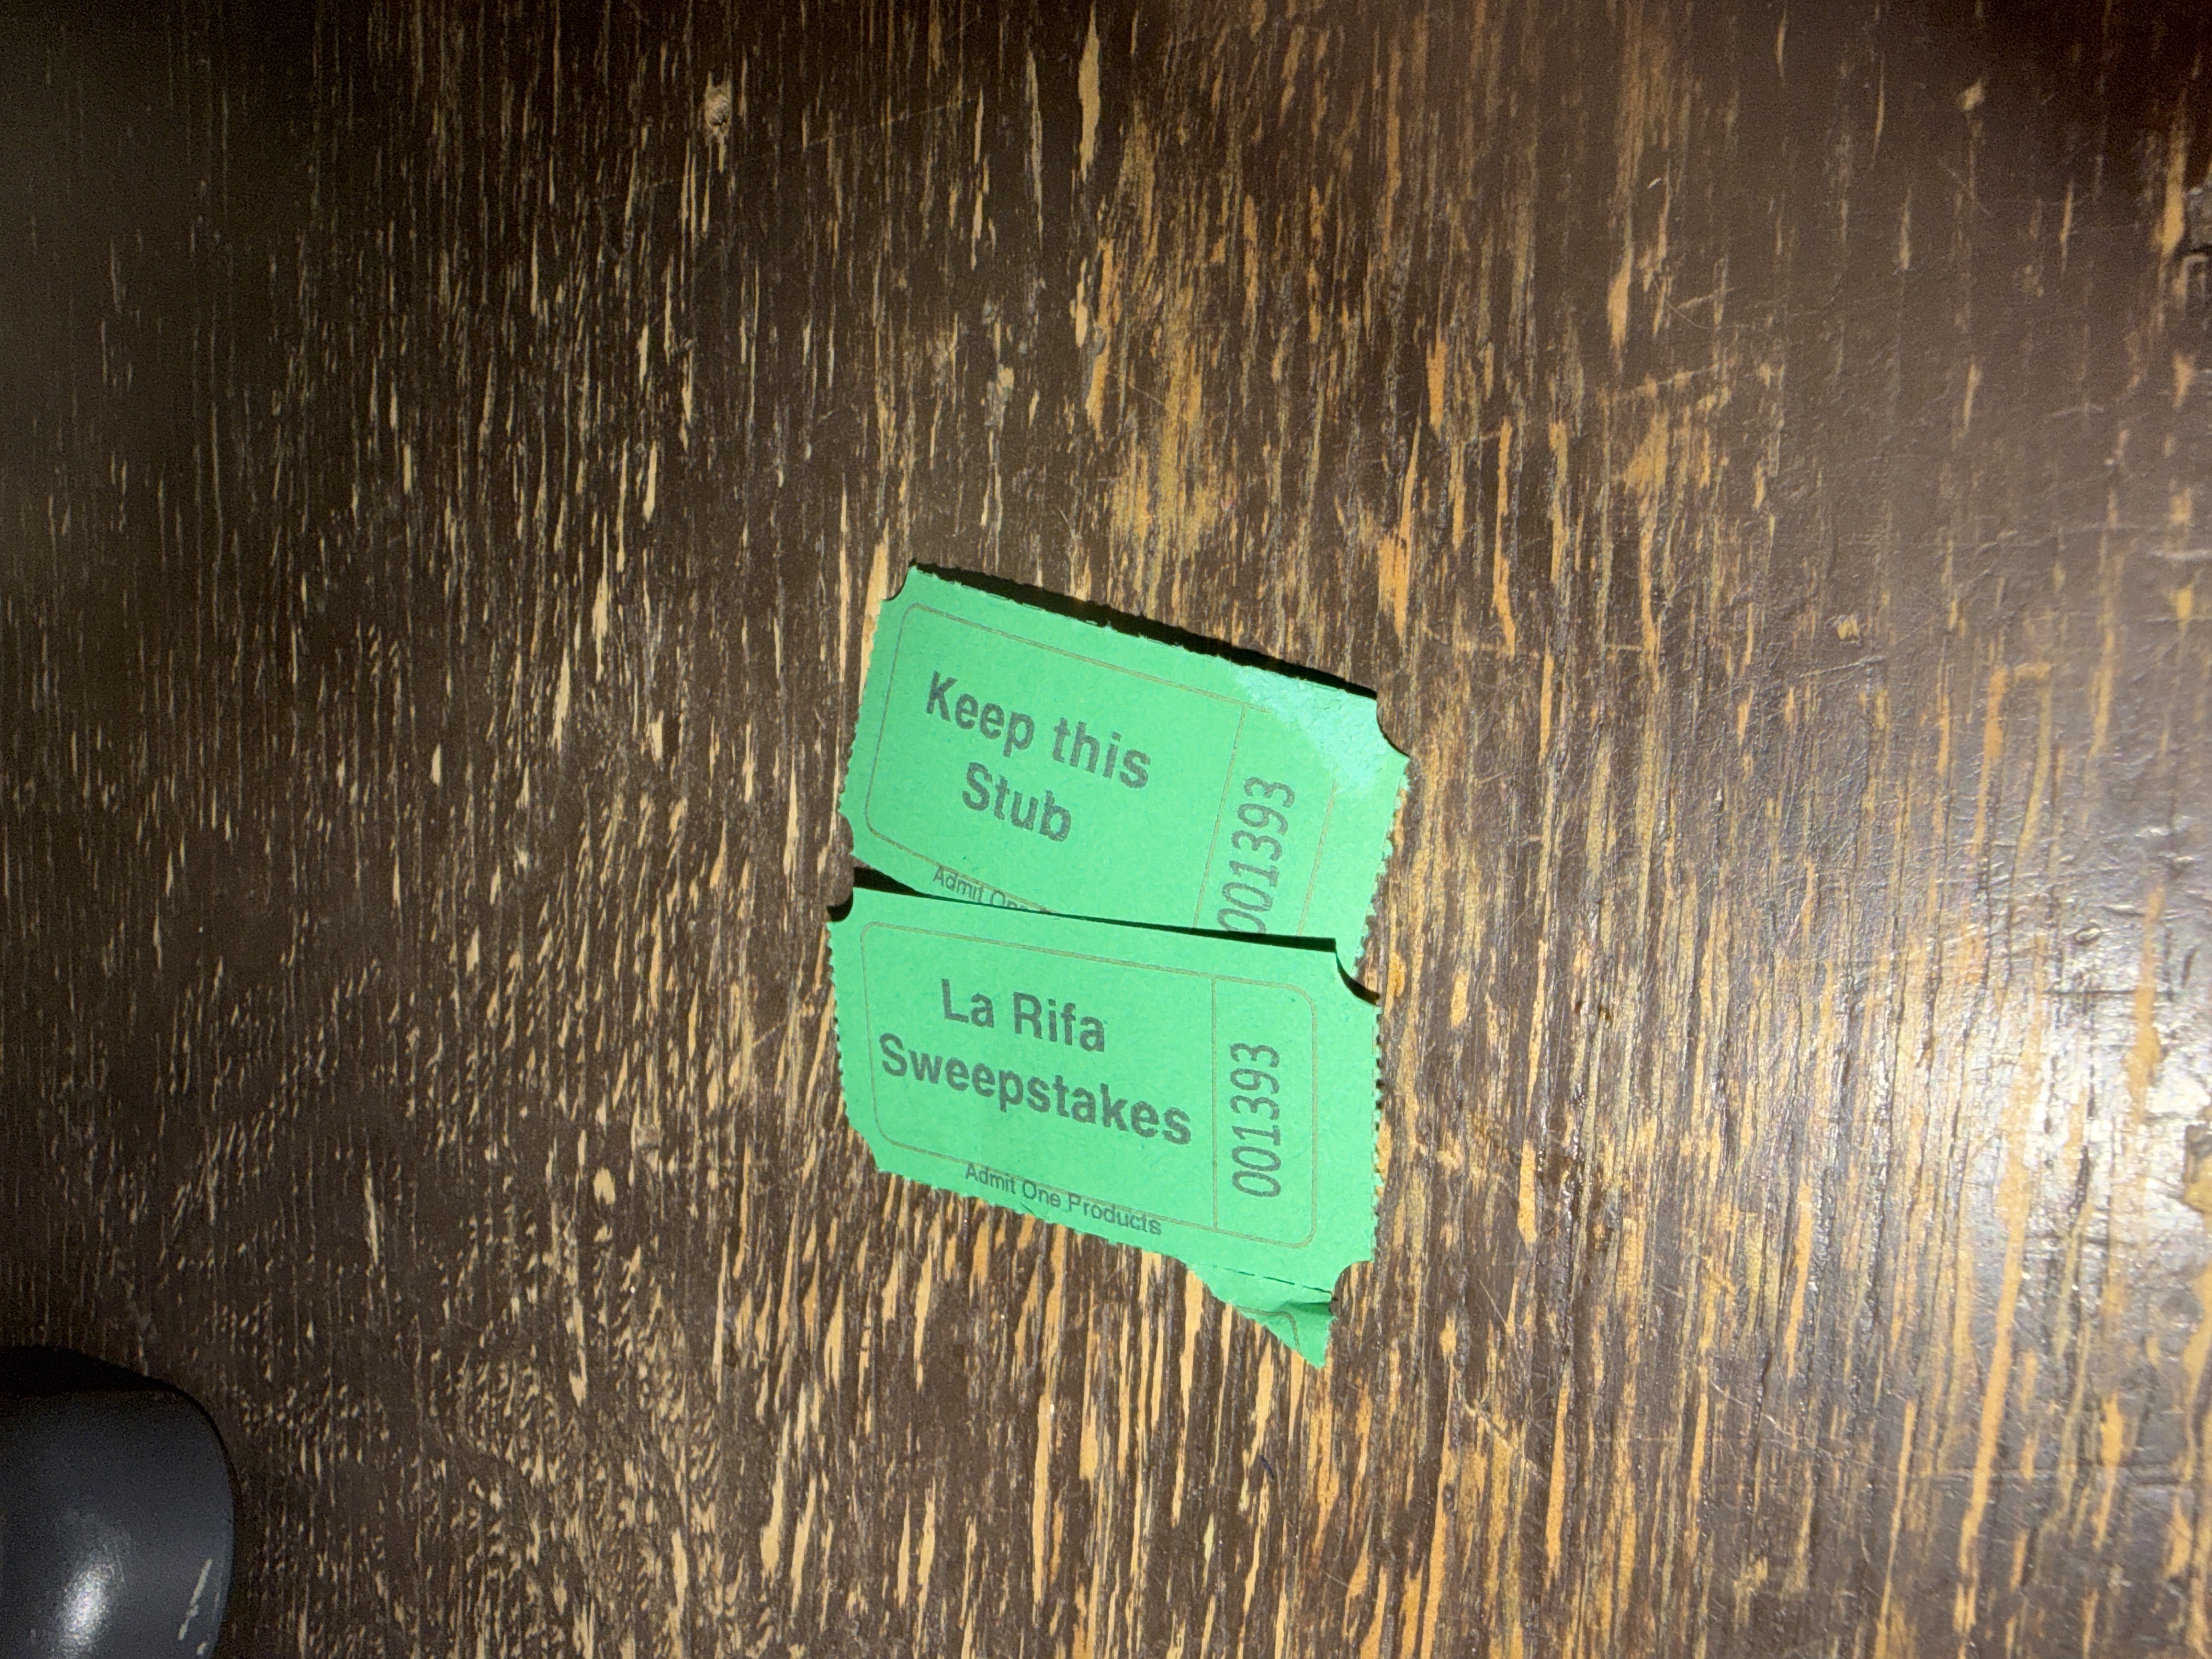 Keep this
Stub
001393
Admit One
La Rifa
Sweepstakes
001393
Admit One Products